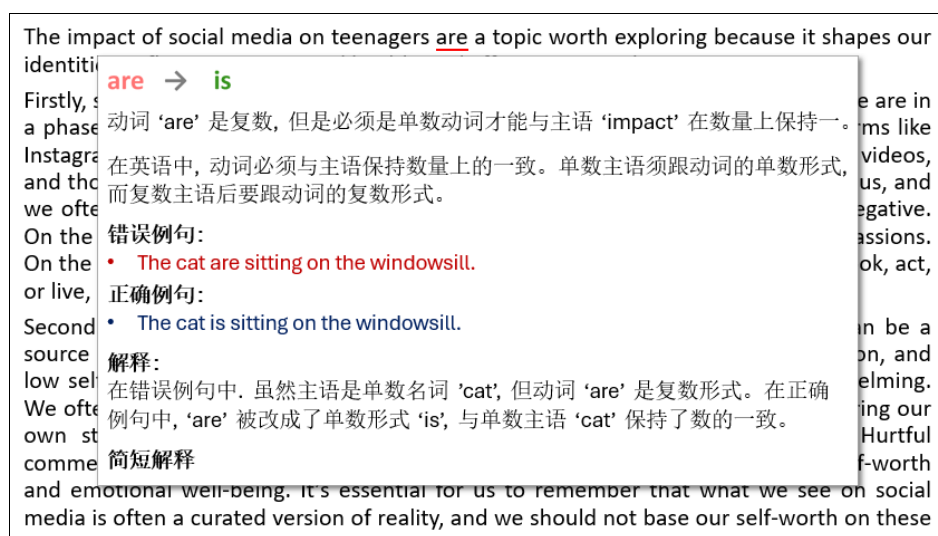 The impact of social media on teenagers are a topic worth exploring because it shapes our
identiti
are → is
Firstly, s
e are in
动词 ‘are’ 是复数, 但是必须是单数动词才能与主语 ‘impact’ 在数量上保持一。
a phase
rms like
Instagra
videos,
在英语中, 动词必须与主语保持数量上的一致。单数主语须跟动词的单数形式,
and tho
us, and
而复数主语后要跟动词的复数形式。
we ofte
egative.
On the
assions.
错误例句:
On the
ok, act,
• The cat are sitting on the windowsill.
or live,
正确例句:
Second
an be a
• The cat is sitting on the windowsill.
source
on, and
解释:
low self
elming.
在错误例句中. 虽然主语是单数名词 ’cat’, 但动词 ‘are’ 是复数形式。在正确
We ofte
ring our
例句中, ‘are’ 被改成了单数形式 ‘is’, 与单数主语 ‘cat’ 保持了数的一致。
own st
Hurtful
comme
f-worth
简短解释
and emotional well-being. It's essential for us to remember that what we see on social
media is often a curated version of reality, and we should not base our self-worth on these